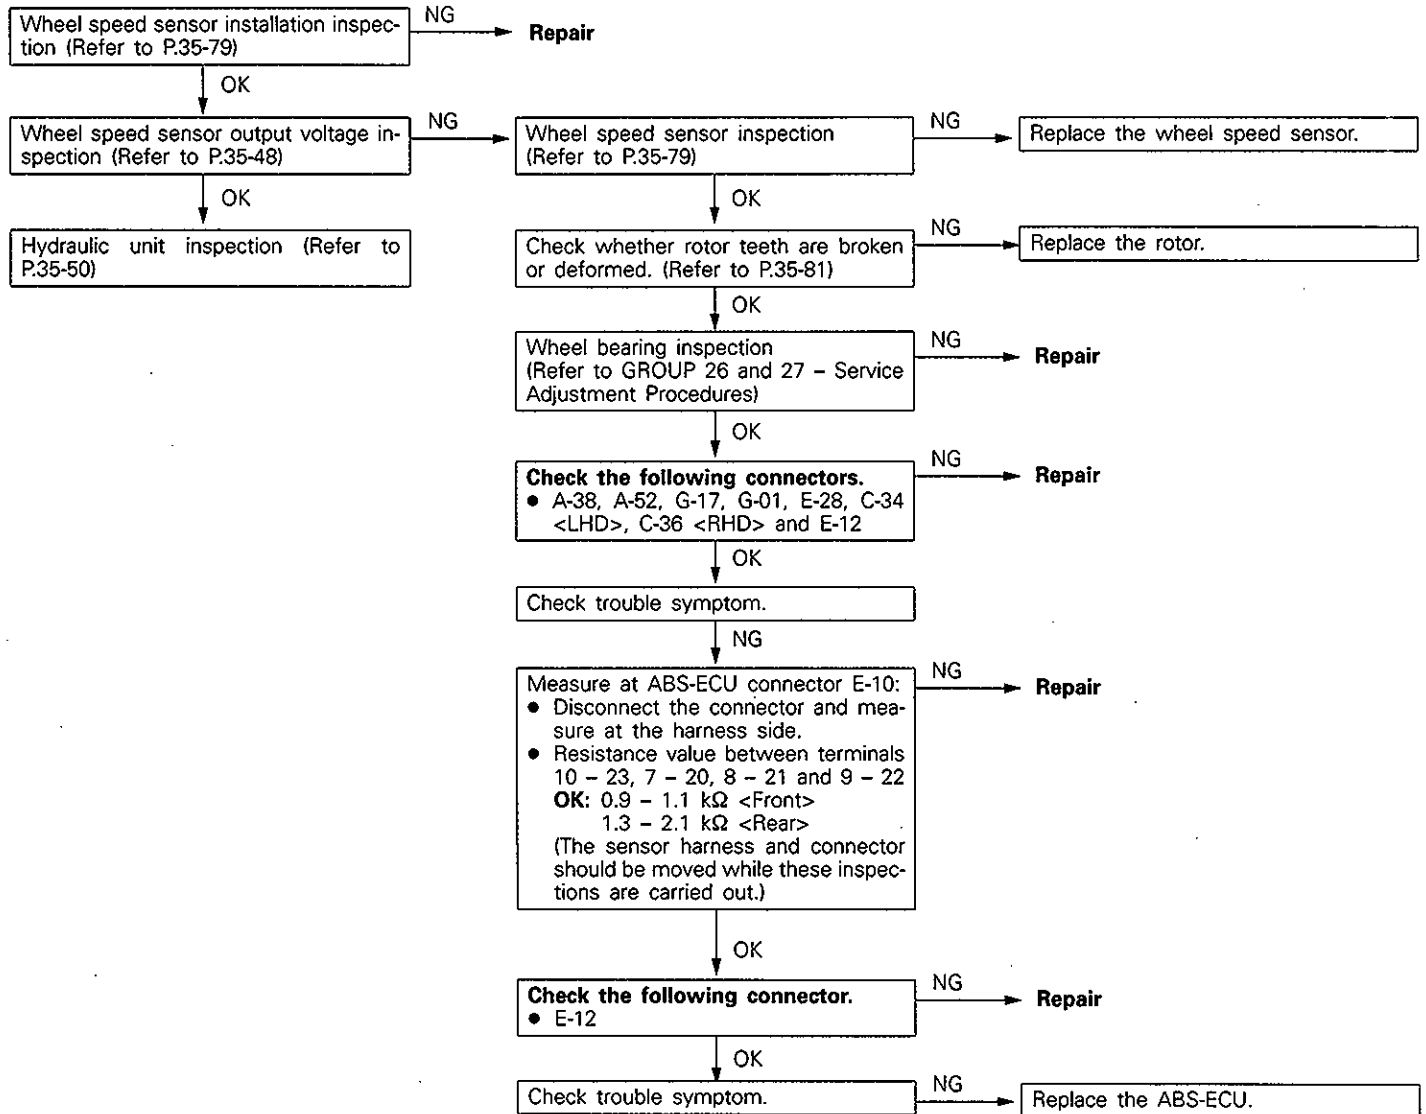 Wheel speed sensor installation inspec-
tion (Refer to P.35-79)
NG
Repair
OK
Wheel speed sensor output voltage in-
spection (Refer to P.35-48)
NG
Wheel speed sensor inspection
(Refer to P.35-79)
NG
Replace the wheel speed sensor.
OK
OK
Hydraulic unit inspection (Refer to
P.35-50)
Check whether rotor teeth are broken
or deformed. (Refer to P.35-81)
NG
Replace the rotor.
OK
Wheel bearing inspection
(Refer to GROUP 26 and 27 – Service
Adjustment Procedures)
NG
Repair
OK
Check the following connectors.
● A-38, A-52, G-17, G-01, E-28, C-34
<LHD>, C-36 <RHD> and E-12
NG
Repair
OK
Check trouble symptom.
NG
Measure at ABS-ECU connector E-10:
● Disconnect the connector and mea-
sure at the harness side.
● Resistance value between terminals
10 – 23, 7 – 20, 8 – 21 and 9 – 22
OK: 0.9 – 1.1 kΩ <Front>
1.3 – 2.1 kΩ <Rear>
(The sensor harness and connector
should be moved while these inspec-
tions are carried out.)
NG
Repair
OK
Check the following connector.
● E-12
NG
Repair
OK
Check trouble symptom.
NG
Replace the ABS-ECU.